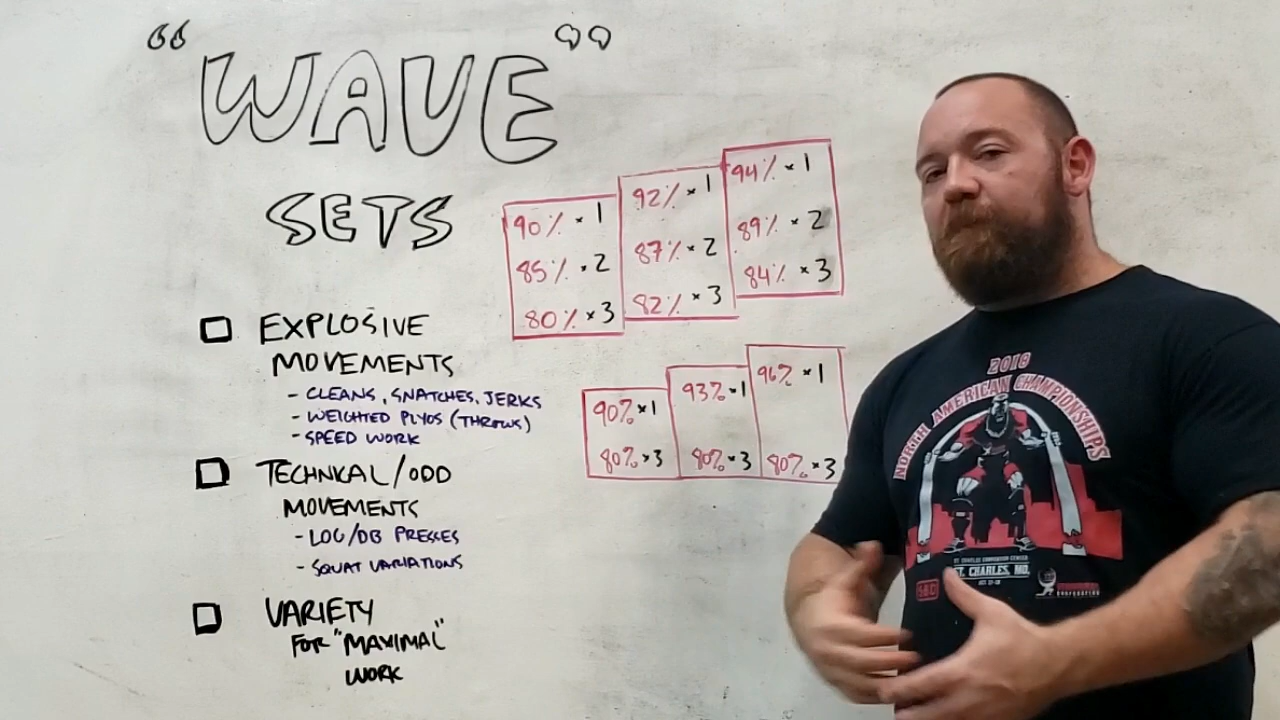 "WAVE"
SETS
□ EXPLOSIVE
MOVEMENTS
- CLEANS, SNATCHES, JERKS
- WEIGHTED PLYOS (THROWS)
- SPEED WORK
□ TECHNICAL/ODD
MOVEMENTS
- LOG/DB PRESSES
- SQUAT VARIATIONS
□ VARIETY
FOR "MAXIMAL"
WORK
90% × 1
85% × 2
80% × 3
92% × 1
87% × 2
82% × 3
94% × 1
89% × 2
84% × 3
90% × 1
80% × 3
93% × 1
80% × 3
96% × 1
80% × 3
2018
NORTH AMERICAN CHAMPIONSHIPS
ST. CHARLES, MO.
SBD